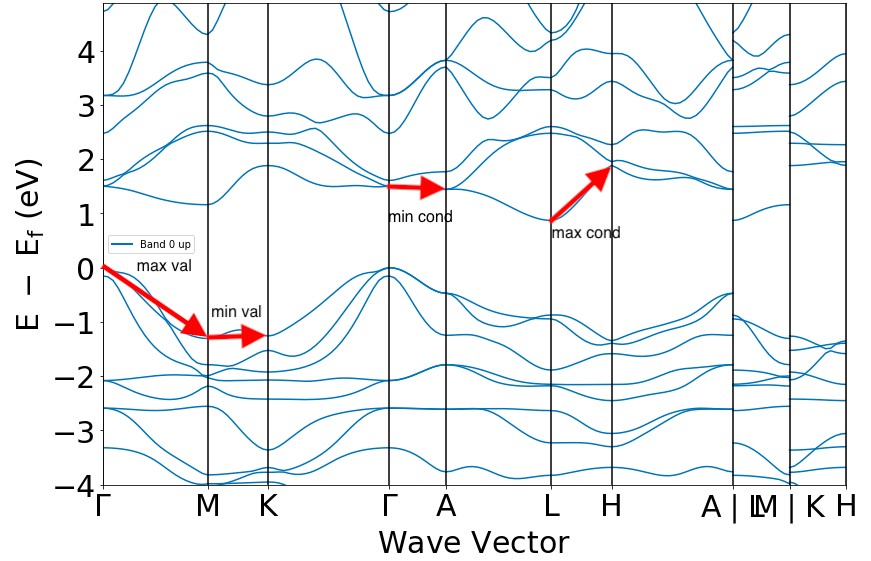 4
3
2
1
0
−1
−2
−3
−4
E − Ef (eV)
Band 0 up
max val
min val
min cond
max cond
Γ M K Γ A L H A | L M | K H
Wave Vector